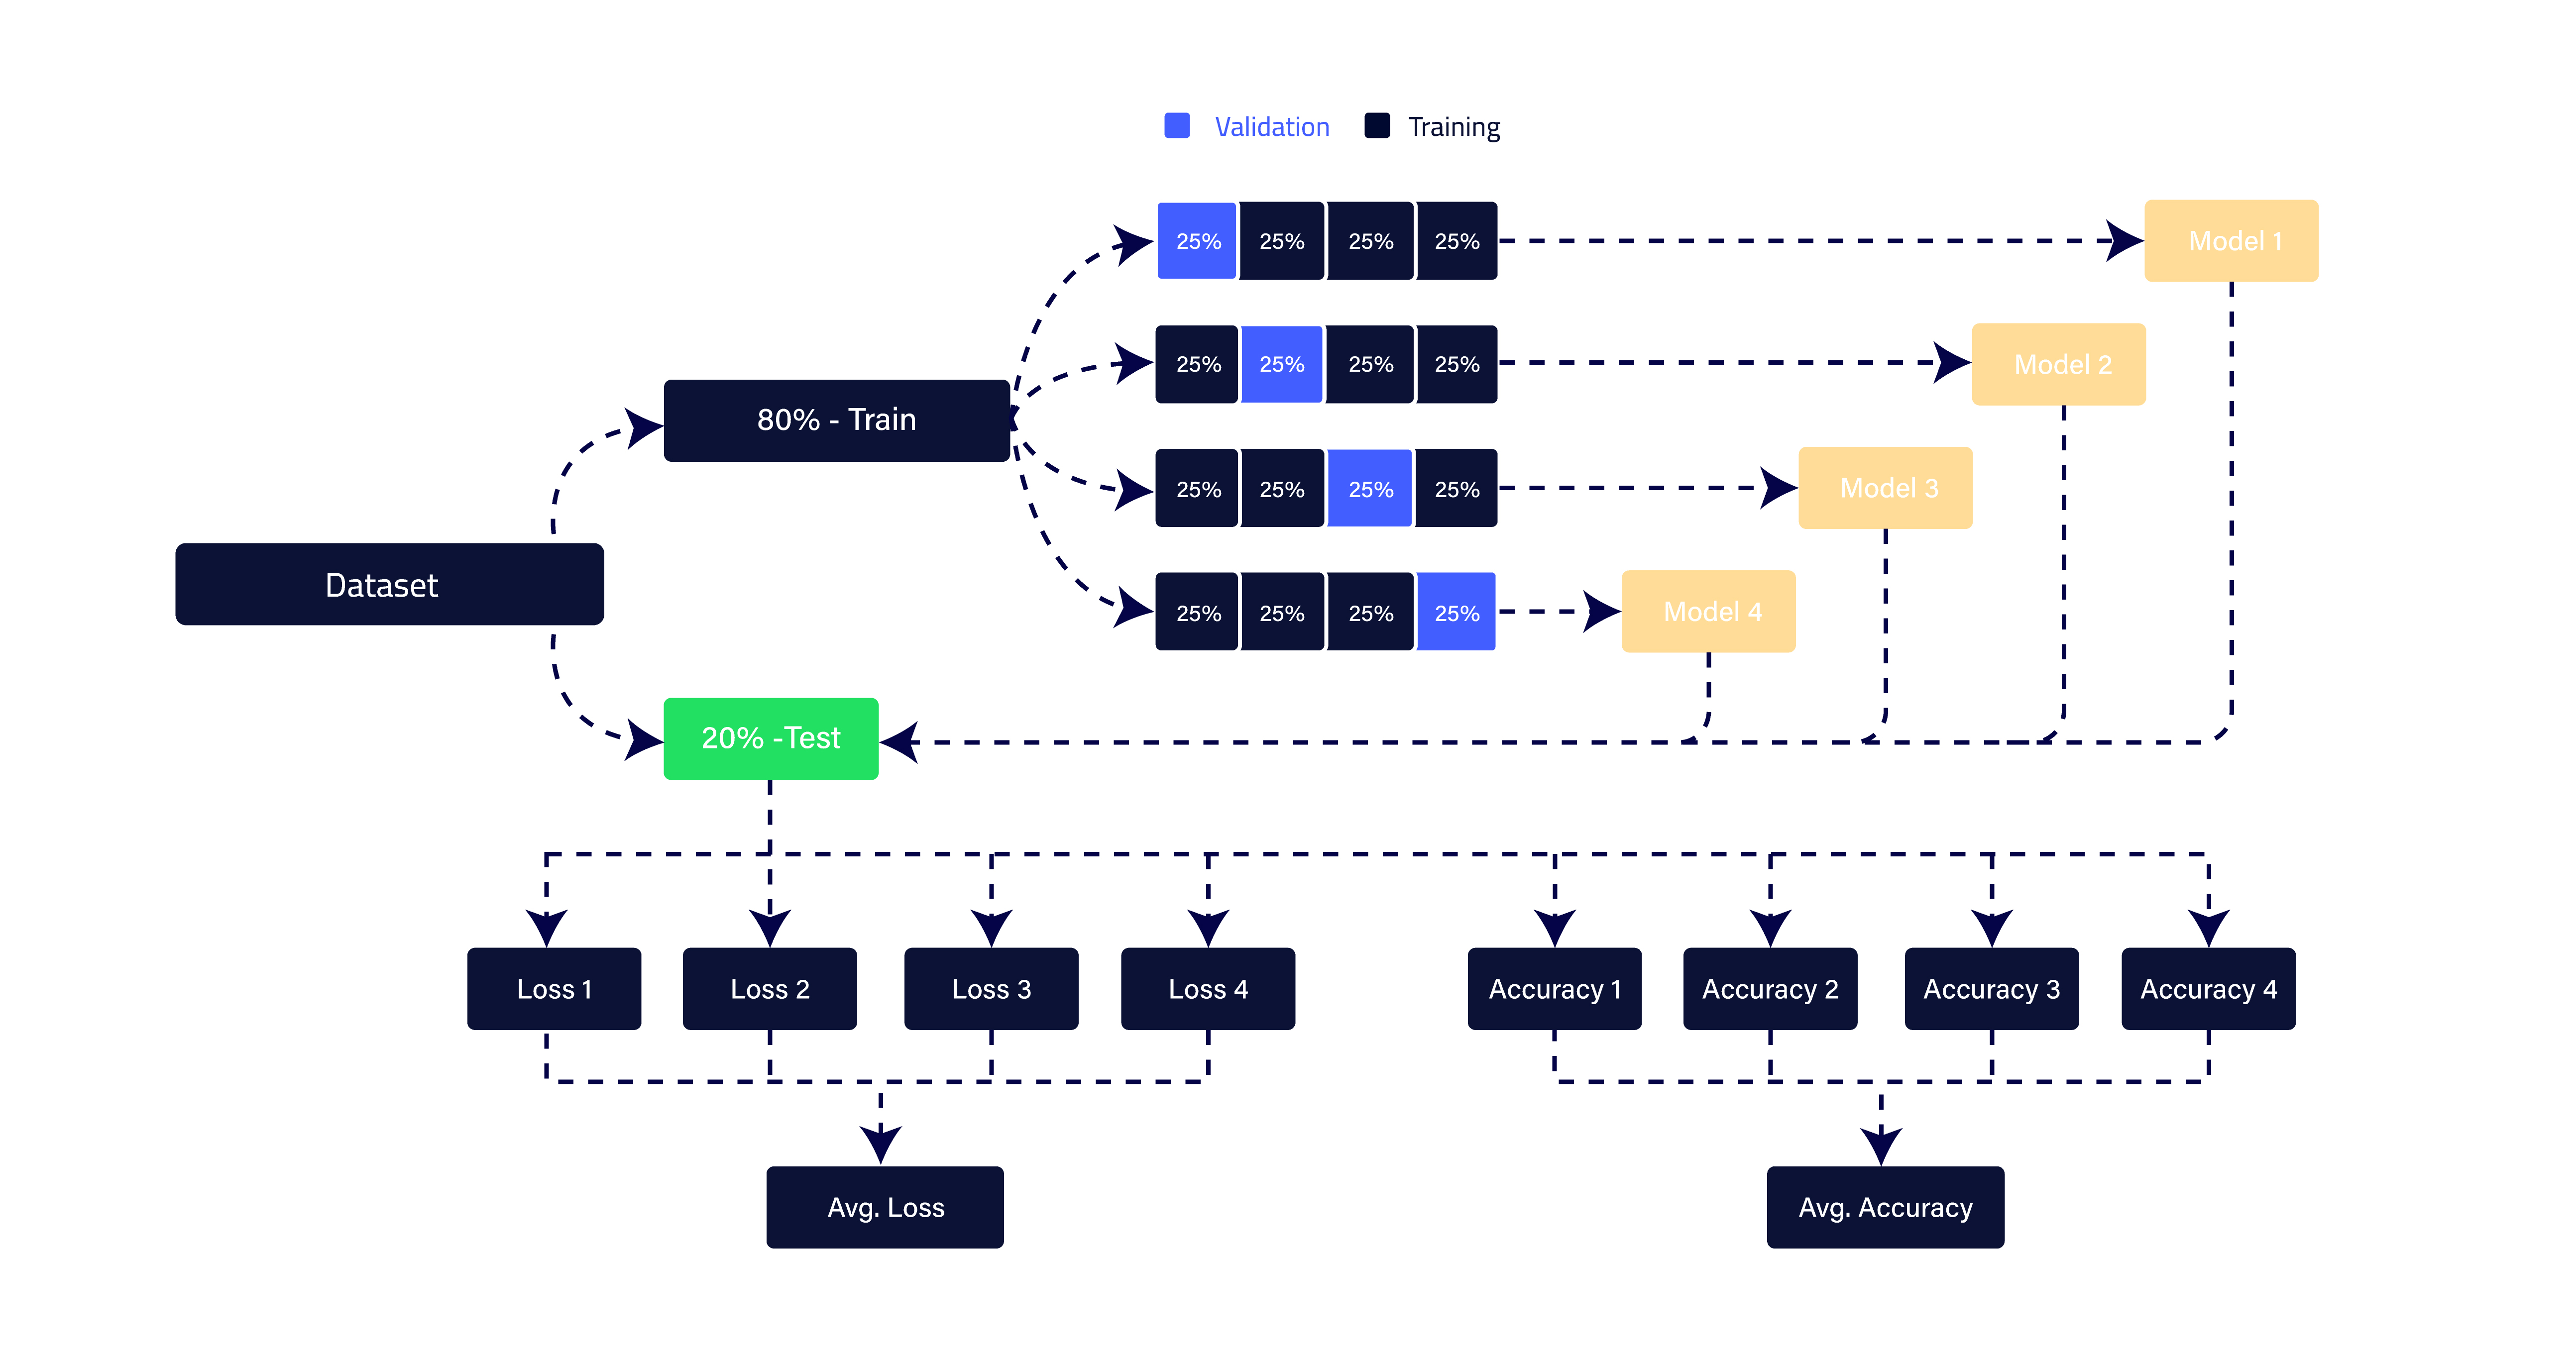 Validation Training
25% 25% 25% 25% Model 1
25% 25% 25% 25% Model 2
80% - Train
25% 25% 25% 25% Model 3
Dataset
25% 25% 25% 25% Model 4
20% -Test
Loss 1 Loss 2 Loss 3 Loss 4 Accuracy 1 Accuracy 2 Accuracy 3 Accuracy 4
Avg. Loss Avg. Accuracy